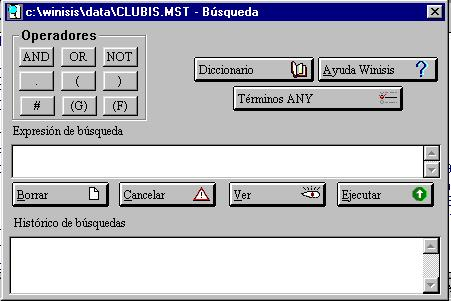 c:\winisis\data\CLUBIS.MST - Búsqueda
Operadores
AND OR NOT
. ( )
# (G) (F)
Diccionario
Ayuda Winisis ?
Términos ANY
Expresión de búsqueda
Borrar
Cancelar
Ver
Ejecutar
Histórico de búsquedas